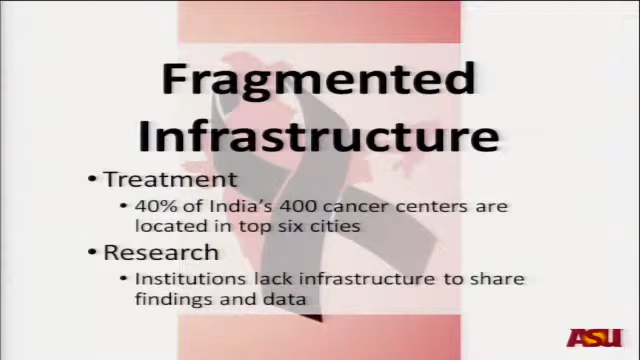 Fragmented
Infrastructure
• Treatment
• 40% of India's 400 cancer centers are
located in top six cities
• Research
• Institutions lack infrastructure to share
findings and data
ASU